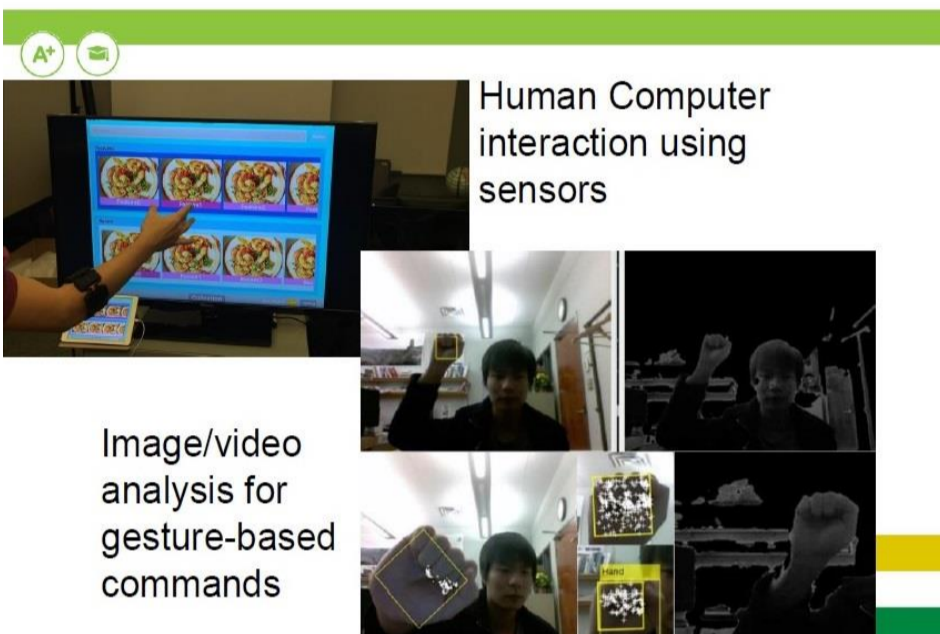 A+
Human Computer
interaction using
sensors
Image/video
analysis for
gesture-based
commands
Hand